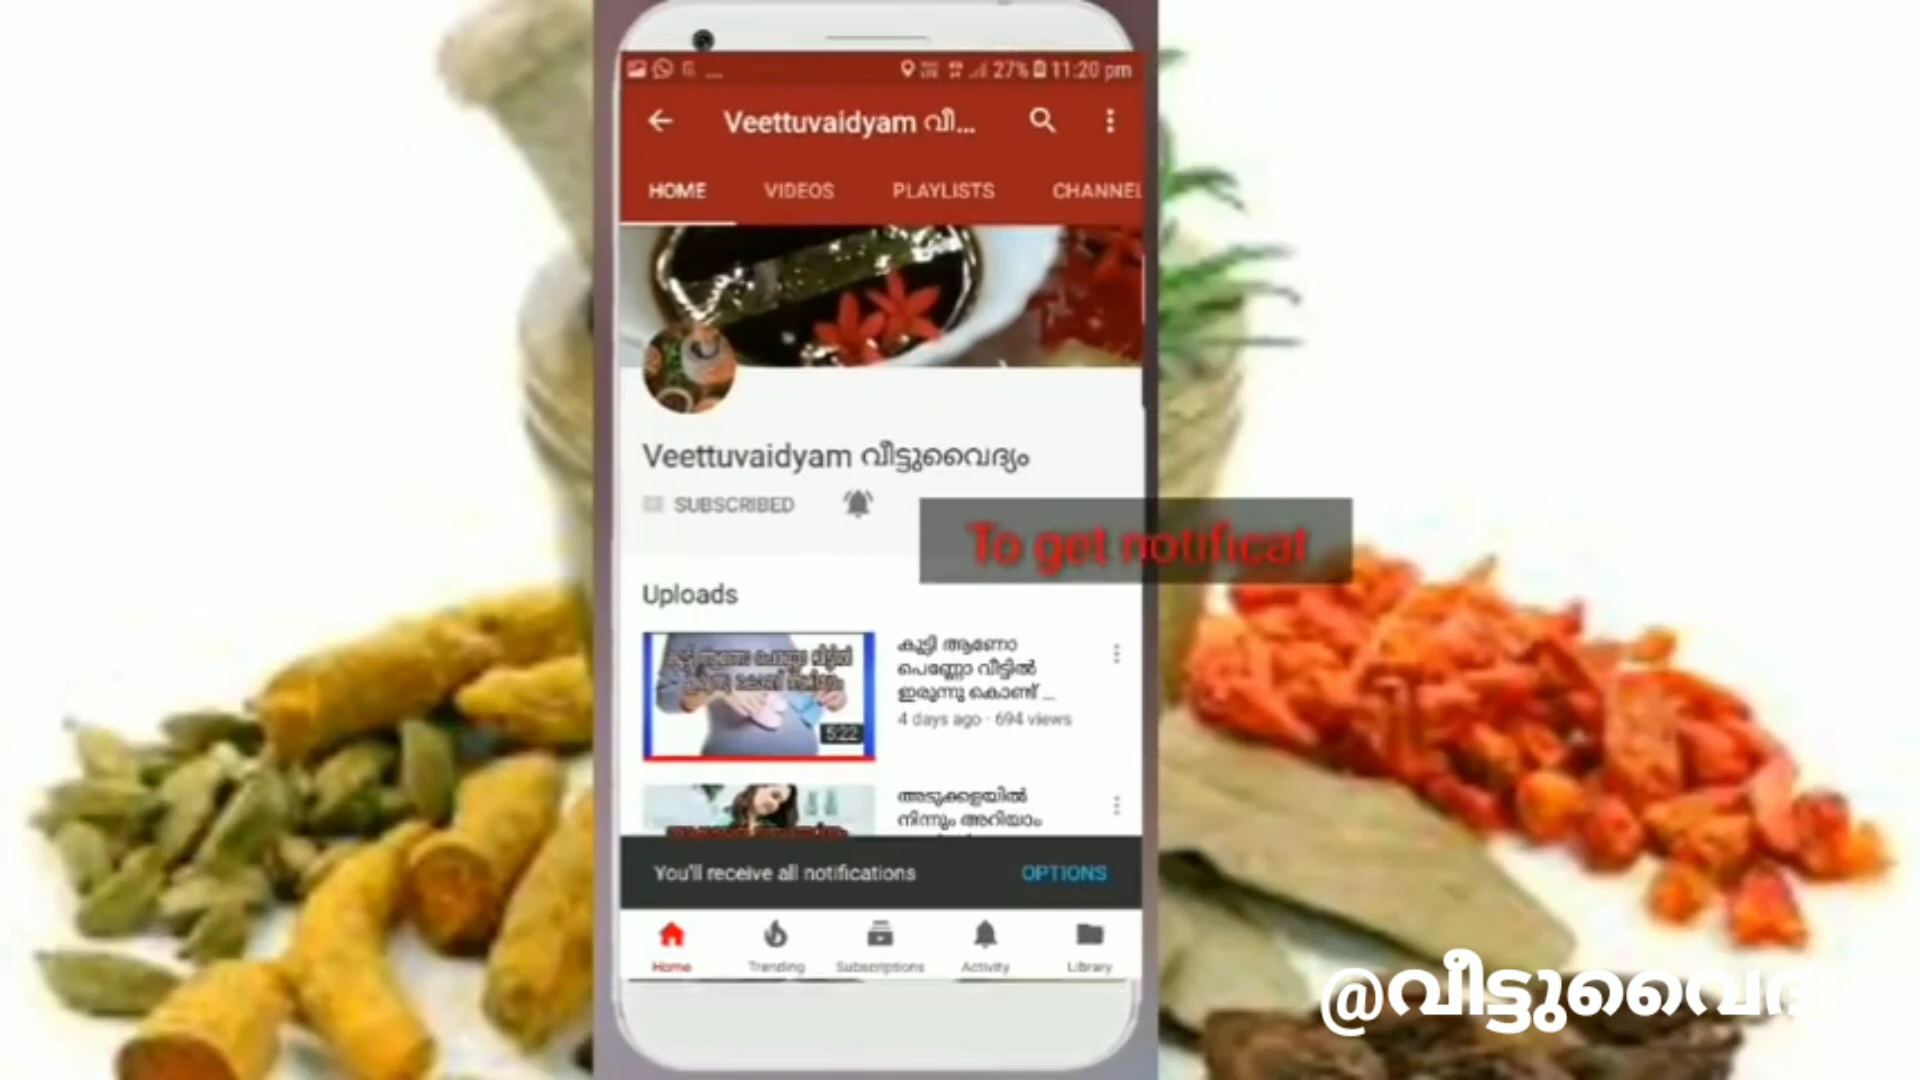 27% 11:20 pm
Veettuvaidyam വീ...
HOME VIDEOS PLAYLISTS CHANNEL
Veettuvaidyam വീട്ടുവൈദ്യം
SUBSCRIBED
To get notificat
Uploads
കുട്ടി ആണോ
പെണ്ണോ വീട്ടിൽ
ഇരുന്നു കൊണ്ട് ...
4 days ago · 694 views
5:22
അടുക്കളയിൽ
നിന്നും അറിയാം
You'll receive all notifications OPTIONS
Home Trending Subscriptions Activity Library
@വീട്ടുവൈദ